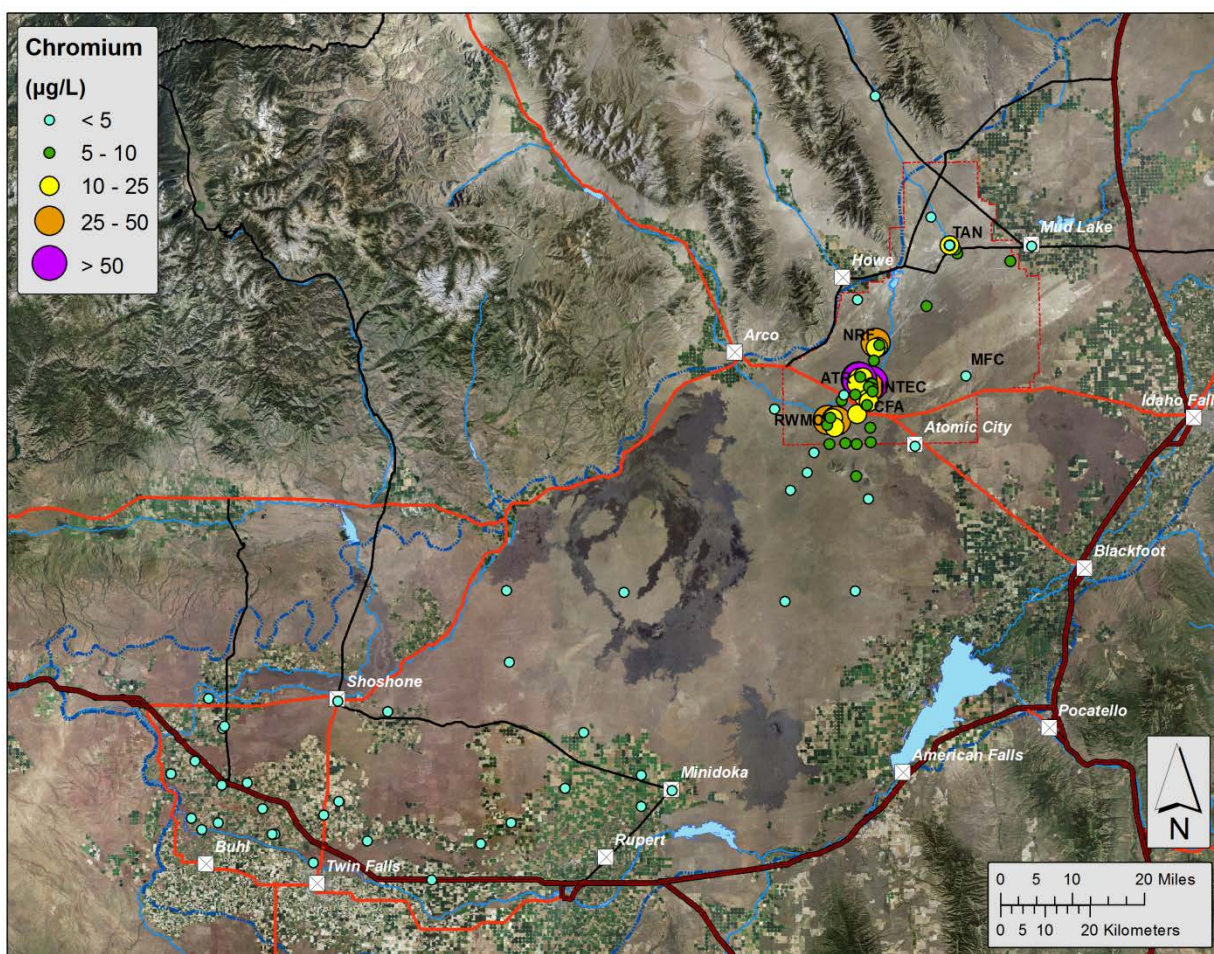 Chromium
(µg/L)
< 5
5 - 10
10 - 25
25 - 50
> 50
TAN
Mud Lake
Howe
NRF
Arco
MFC
ATR
INTEC
CFA
Idaho Fall
RWMC
Atomic City
Blackfoot
Shoshone
Pocatello
American Falls
Minidoka
Rupert
Buhl
Twin Falls
N
0 5 10 20 Miles
0 5 10 20 Kilometers